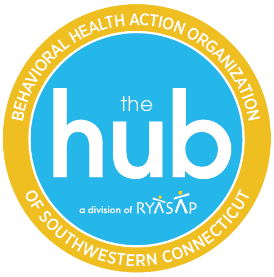 BEHAVIORAL HEALTH ACTION ORGANIZATION
the
hub
a division of RYASAP
OF SOUTHWESTERN CONNECTICUT